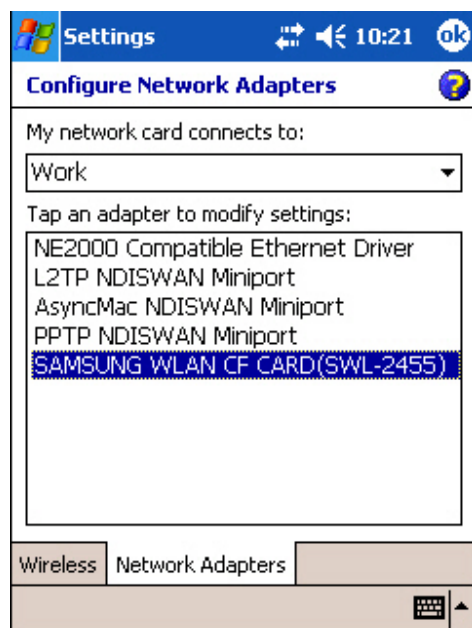 Settings 10:21 ok
Configure Network Adapters ?
My network card connects to:
Work
Tap an adapter to modify settings:
NE2000 Compatible Ethernet Driver
L2TP NDISWAN Miniport
AsyncMac NDISWAN Miniport
PPTP NDISWAN Miniport
SAMSUNG WLAN CF CARD(SWL-2455)
Wireless Network Adapters